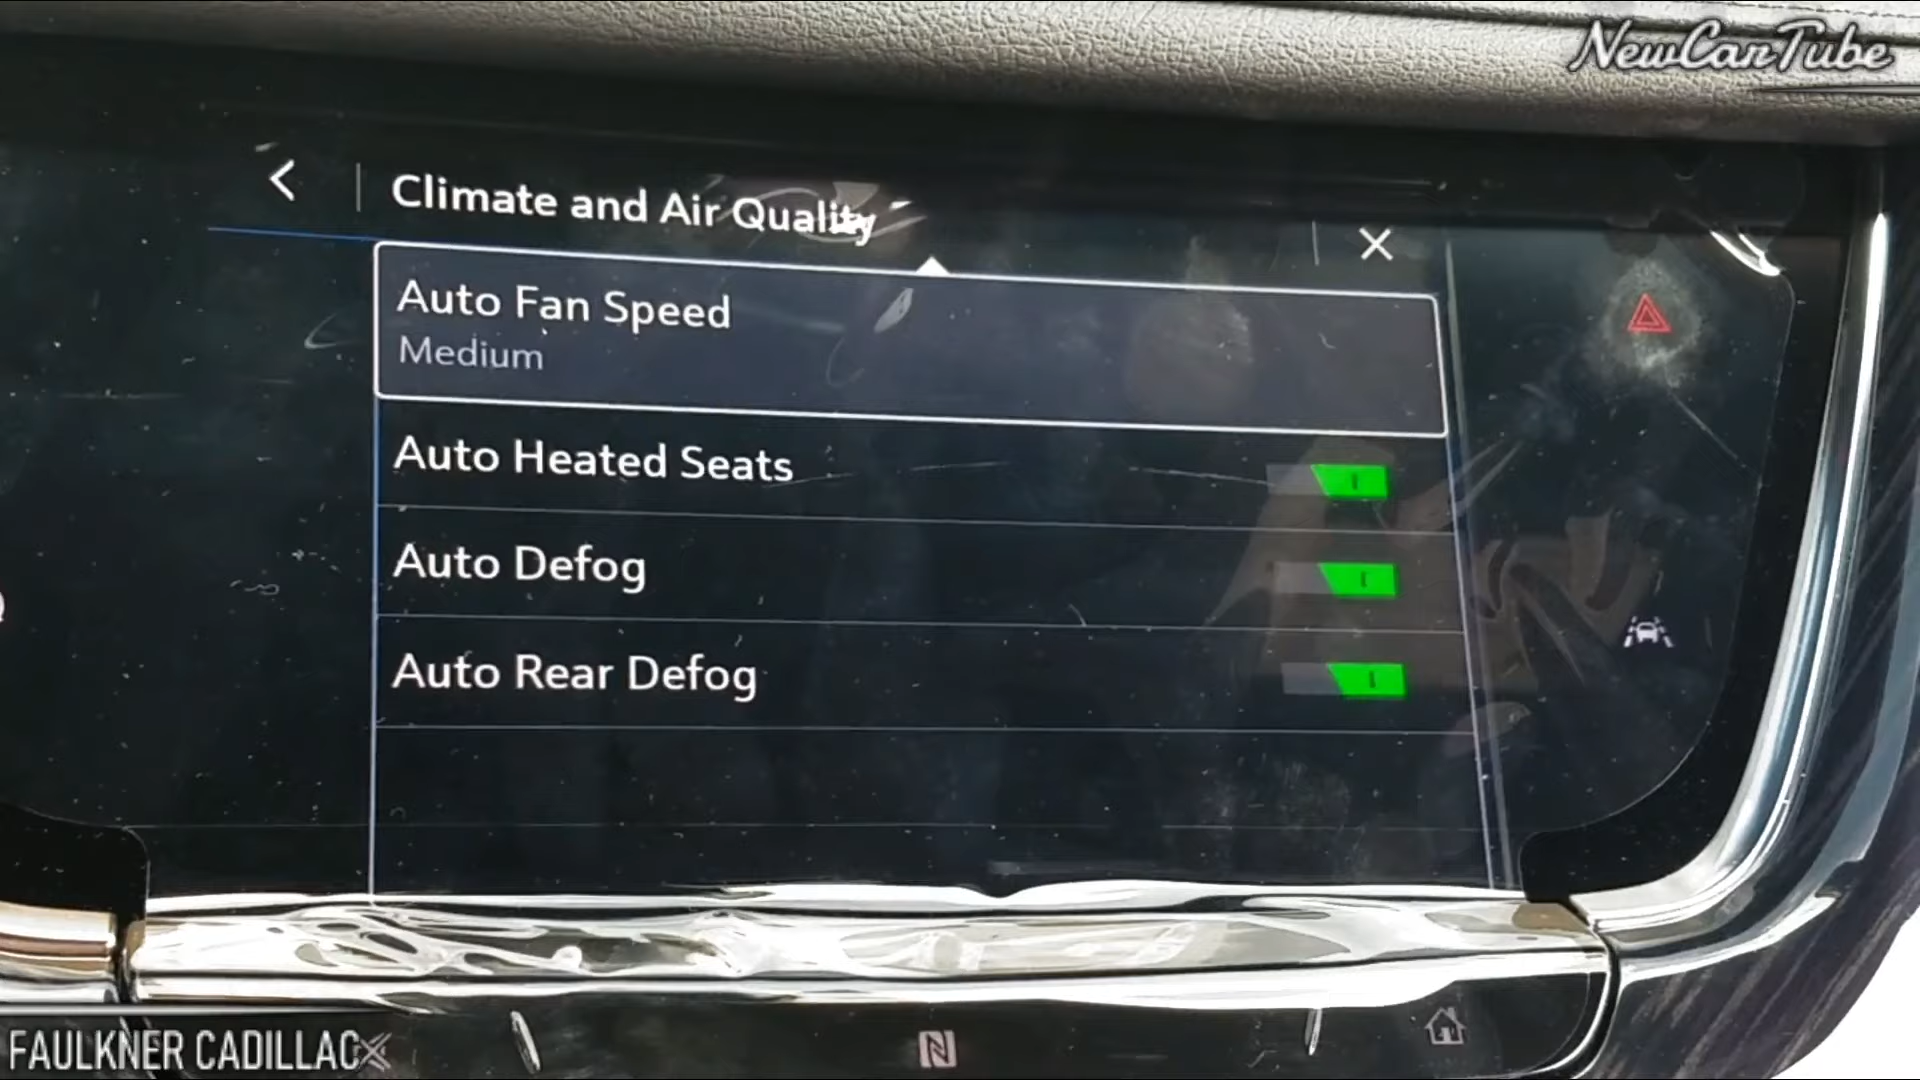 NewCarTube
Climate and Air Quality
Auto Fan Speed
Medium
Auto Heated Seats
Auto Defog
Auto Rear Defog
FAULKNER CADILLAC